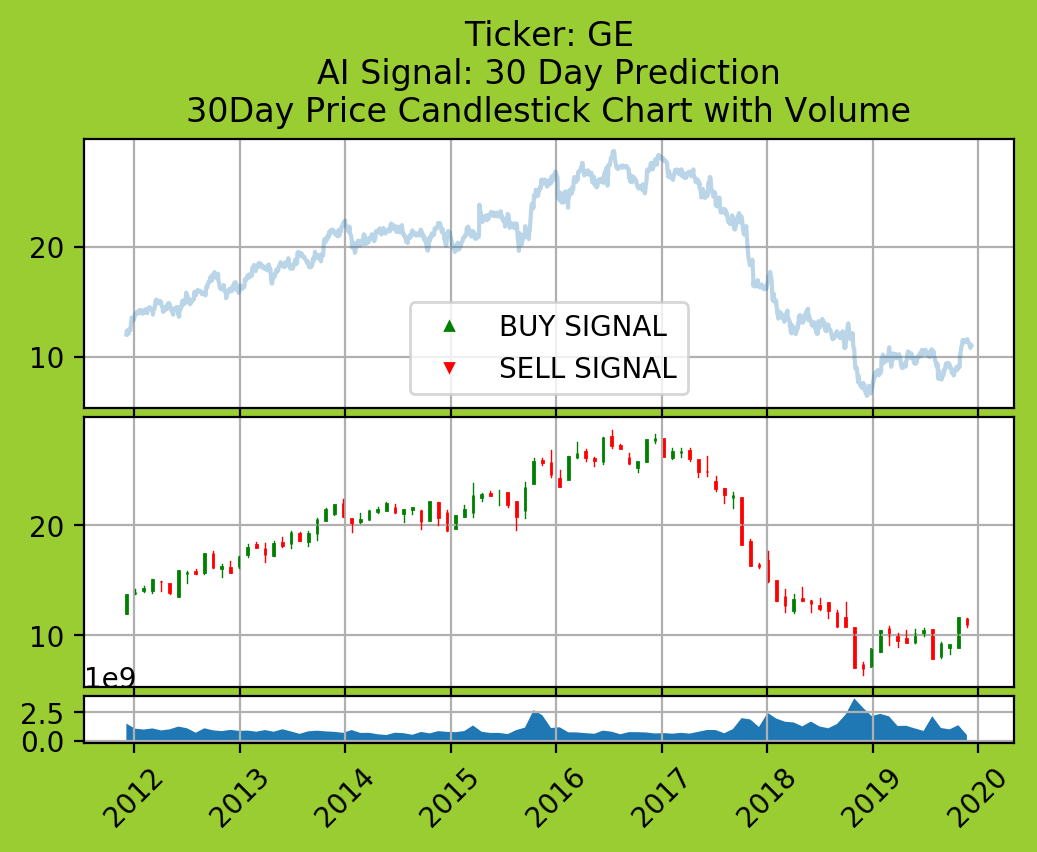 Ticker: GE
AI Signal: 30 Day Prediction
30Day Price Candlestick Chart with Volume
20
10
BUY SIGNAL
SELL SIGNAL
20
10
1e9
2.5
0.0
2012 2013 2014 2015 2016 2017 2018 2019 2020